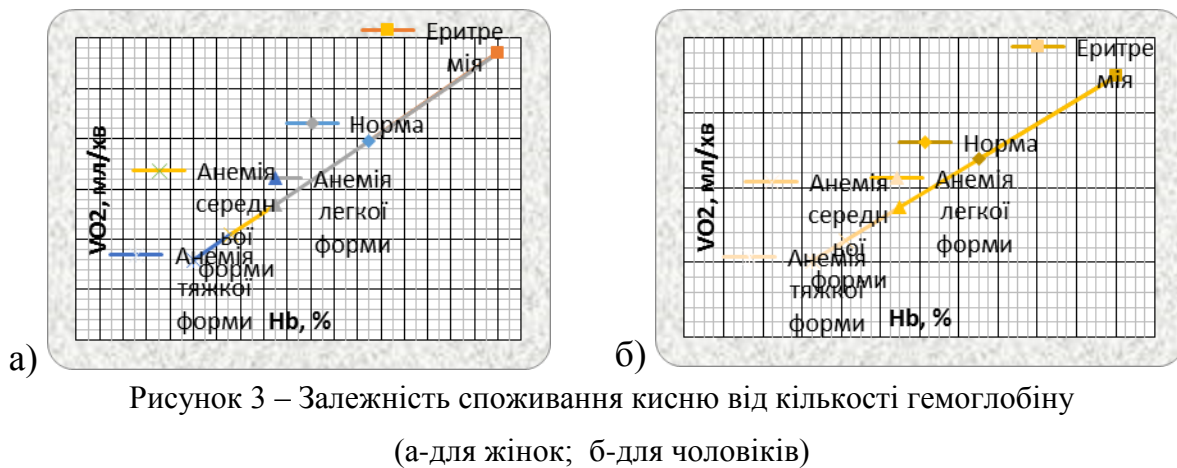 Еритре
мія
Норма
Анемія
середн
ьої
форми
Анемія
легкої
форми
Анемія
тяжкої
форми
VO2, мл/хв
Hb, %
а)
Еритре
мія
Норма
Анемія
середн
ьої
форми
Анемія
легкої
форми
Анемія
тяжкої
форми
VO2, мл/хв
Hb, %
б)
Рисунок 3 – Залежність споживання кисню від кількості гемоглобіну
(а-для жінок; б-для чоловіків)